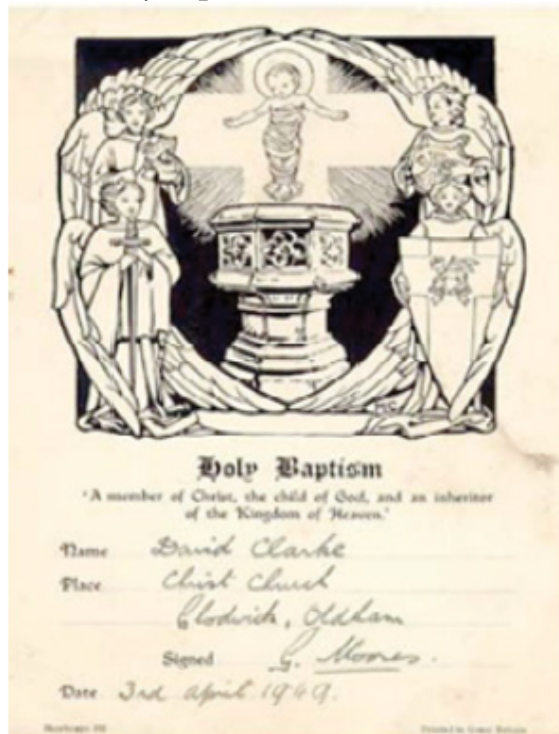 Holy Baptism
'A member of Christ, the child of God, and an inheritor
of the Kingdom of Heaven.'
Name David Clarke
Place Christ Church
Glodwick, Oldham
Signed G. Moores.
Date 3rd April 1949.
Printed in Great Britain